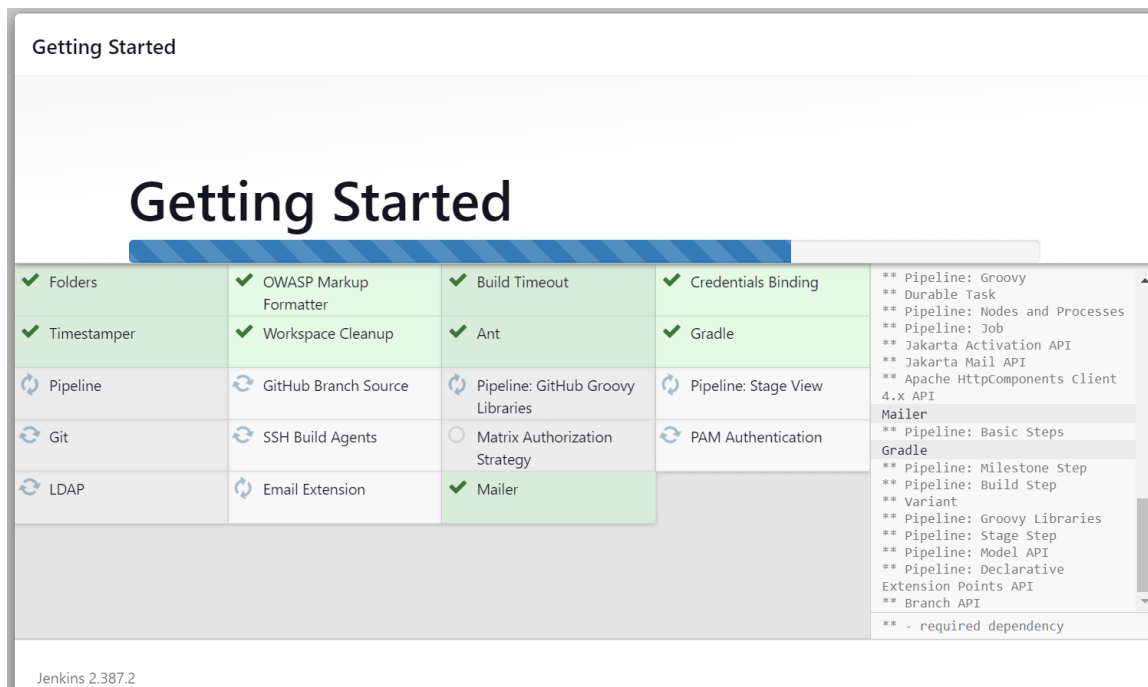 Getting Started
Getting Started
Folders
OWASP Markup
Formatter
Build Timeout
Credentials Binding
Timestamper
Workspace Cleanup
Ant
Gradle
Pipeline
GitHub Branch Source
Pipeline: GitHub Groovy
Libraries
Pipeline: Stage View
Git
SSH Build Agents
Matrix Authorization
Strategy
PAM Authentication
LDAP
Email Extension
Mailer
** Pipeline: Groovy
** Durable Task
** Pipeline: Nodes and Processes
** Pipeline: Job
** Jakarta Activation API
** Jakarta Mail API
** Apache HttpComponents Client
4.x API
Mailer
** Pipeline: Basic Steps
Gradle
** Pipeline: Milestone Step
** Pipeline: Build Step
** Variant
** Pipeline: Groovy Libraries
** Pipeline: Stage Step
** Pipeline: Model API
** Pipeline: Declarative
Extension Points API
** Branch API
** - required dependency
Jenkins 2.387.2